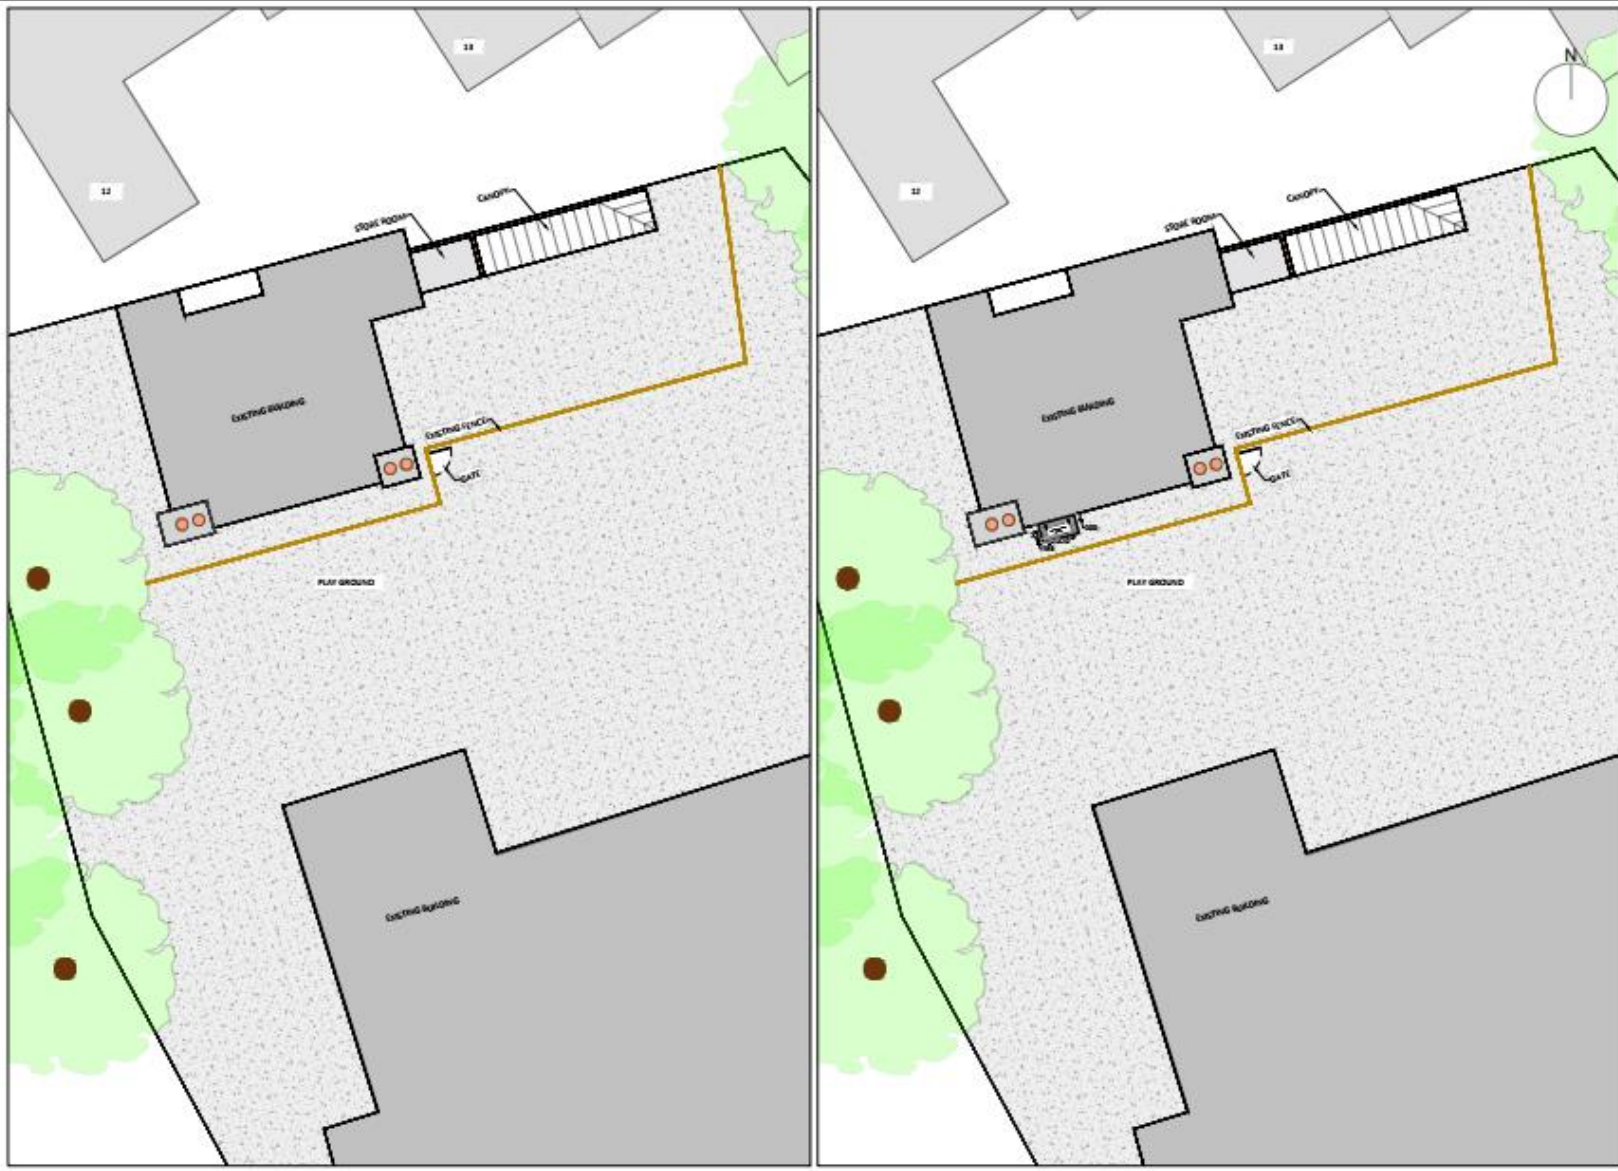 18
12
CANOPY
STORE ROOM
EXISTING BUILDING
EXISTING FENCE
GATE
PLAY GROUND
EXISTING BUILDING
N
18
12
CANOPY
STORE ROOM
EXISTING BUILDING
EXISTING FENCE
GATE
PLAY GROUND
EXISTING BUILDING